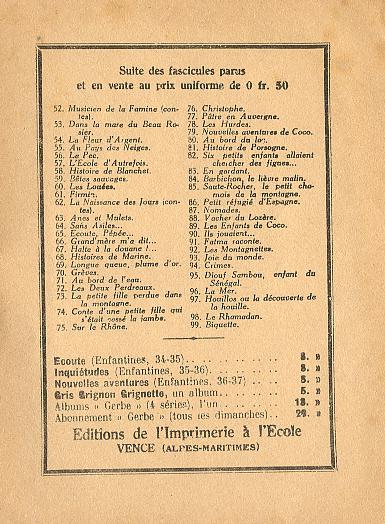 Suite des fascicules parus
et en vente au prix uniforme de 0 fr. 50
52. Musicien de la Famine (con-
tes).
53. Dans la mare du Beau Ro-
sier.
54. La Fleur d'Argent.
55. Au Pays des Neiges.
56. Le Pec.
57. L'Ecole d'Autrefois.
58. Histoire de Blanchet.
59. Bêtes sauvages.
60. Les Louées.
61. Firmin.
62. La Naissance des Jours (con-
tes).
63. Anes et Mulets.
64. Sans Asiles...
65. Ecoute, Pépée...
66. Grand'mère m'a dit...
67. Halte à la douane !...
68. Histoires de Marine.
69. Longue queue, plume d'or.
70. Grèves.
71. Au bord de l'eau.
72. Les Deux Perdreaux.
73. La petite fille perdue dans
la montagne.
74. Conte d'une petite fille qui
s'était cassé la jambe.
75. Sur le Rhône.
76. Christophe.
77. Pâtre en Auvergne.
78. Les Hurdes.
79. Nouvelles aventures de Coco.
80. Au bord du lac.
81. Histoire de Porsogne.
82. Six petits enfants allaient
chercher des figues...
83. En gardant.
84. Barbichon, le lièvre malin.
85. Saute-Rocher, le petit cha-
mois de la montagne.
86. Petit réfugié d'Espagne.
87. Nomades.
88. Vacher du Lozère.
89. Les Enfants de Coco.
90. Ils jouaient...
91. Fatma raconte.
92. Les Montagnettes.
93. Joie du monde.
94. Crimes.
95. Diouf Sambou, enfant du
Sénégal.
96. La Mer.
97. Houillos ou la découverte de
la houille.
98. Le Rhamadan.
99. Biquette.
Ecoute (Enfantines, 34-35).. .. .. .. .. .. 8. »
Inquiétudes (Enfantines, 35-36). .. .. .. .. 8. »
Nouvelles aventures (Enfantines, 36-37) .. .. 8. »
Gris Grignon Grignette, un album.. .. .. .. 5. »
Albums « Gerbe » (4 séries), l'un .. .. .. .. 18. »
Abonnement « Gerbe » (tous les dimanches).. 29. »
Editions de l'Imprimerie à l'Ecole
VENCE (ALPES-MARITIMES)